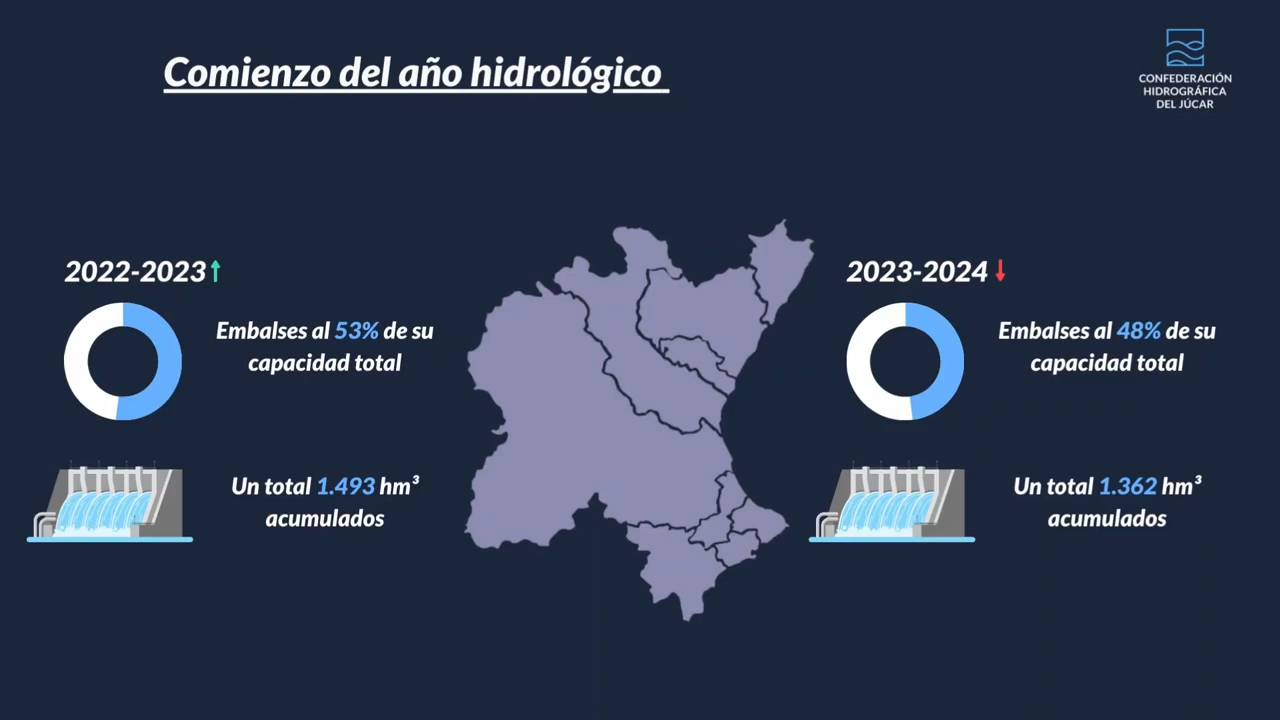 Comienzo del año hidrológico
CONFEDERACIÓN
HIDROGRÁFICA
DEL JÚCAR
2022-2023
Embalses al 53% de su
capacidad total
Un total 1.493 hm³
acumulados
2023-2024
Embalses al 48% de su
capacidad total
Un total 1.362 hm³
acumulados